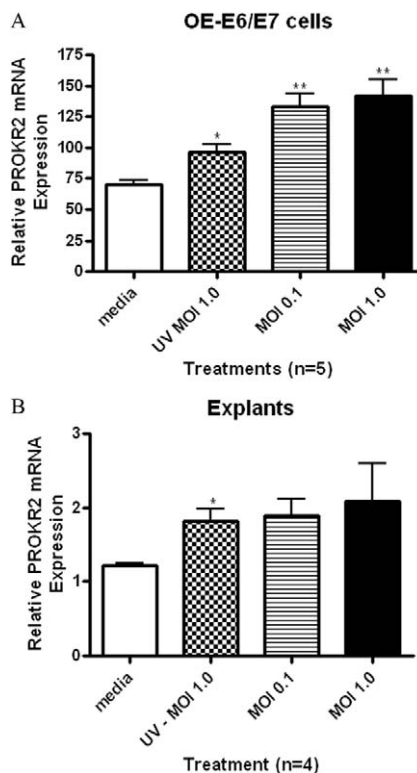 A
OE-E6/E7 cells
Relative PROKR2 mRNA
Expression
175
150
125
100
75
50
25
0
*
**
**
media
UV MOI 1.0
MOI 0.1
MOI 1.0
Treatments (n=5)
B
Explants
Relative PROKR2 mRNA
Expression
3
2
1
0
*
media
UV - MOI 1.0
MOI 0.1
MOI 1.0
Treatment (n=4)